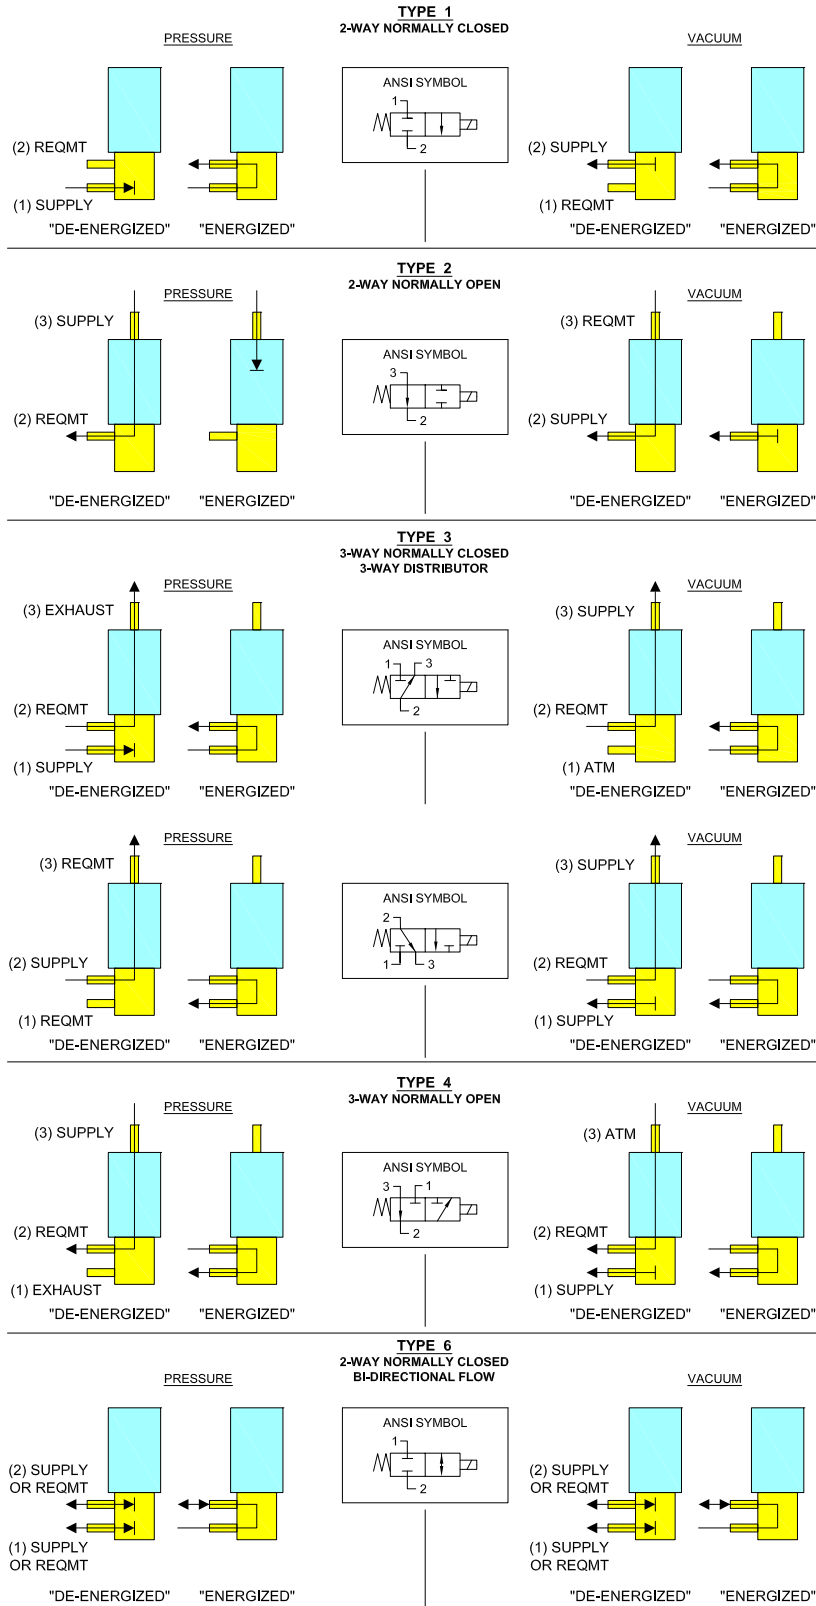 TYPE 1
2-WAY NORMALLY CLOSED
PRESSURE
VACUUM
ANSI SYMBOL
1
2
(2) REQMT
(1) SUPPLY
"DE-ENERGIZED" "ENERGIZED"
(2) SUPPLY
(1) REQMT
"DE-ENERGIZED" "ENERGIZED"
TYPE 2
2-WAY NORMALLY OPEN
PRESSURE
VACUUM
(3) SUPPLY
(2) REQMT
"DE-ENERGIZED" "ENERGIZED"
ANSI SYMBOL
3
2
(3) REQMT
(2) SUPPLY
"DE-ENERGIZED" "ENERGIZED"
TYPE 3
3-WAY NORMALLY CLOSED
3-WAY DISTRIBUTOR
PRESSURE
VACUUM
(3) EXHAUST
(2) REQMT
(1) SUPPLY
"DE-ENERGIZED" "ENERGIZED"
ANSI SYMBOL
1 3
2
(3) SUPPLY
(2) REQMT
(1) ATM
"DE-ENERGIZED" "ENERGIZED"
PRESSURE
VACUUM
(3) REQMT
(2) SUPPLY
(1) REQMT
"DE-ENERGIZED" "ENERGIZED"
ANSI SYMBOL
2
1 3
(3) SUPPLY
(2) REQMT
(1) SUPPLY
"DE-ENERGIZED" "ENERGIZED"
TYPE 4
3-WAY NORMALLY OPEN
PRESSURE
VACUUM
(3) SUPPLY
(2) REQMT
(1) EXHAUST
"DE-ENERGIZED" "ENERGIZED"
ANSI SYMBOL
3 1
2
(3) ATM
(2) REQMT
(1) SUPPLY
"DE-ENERGIZED" "ENERGIZED"
TYPE 6
2-WAY NORMALLY CLOSED
BI-DIRECTIONAL FLOW
PRESSURE
VACUUM
ANSI SYMBOL
1
2
(2) SUPPLY
OR REQMT
(1) SUPPLY
OR REQMT
"DE-ENERGIZED" "ENERGIZED"
(2) SUPPLY
OR REQMT
(1) SUPPLY
OR REQMT
"DE-ENERGIZED" "ENERGIZED"